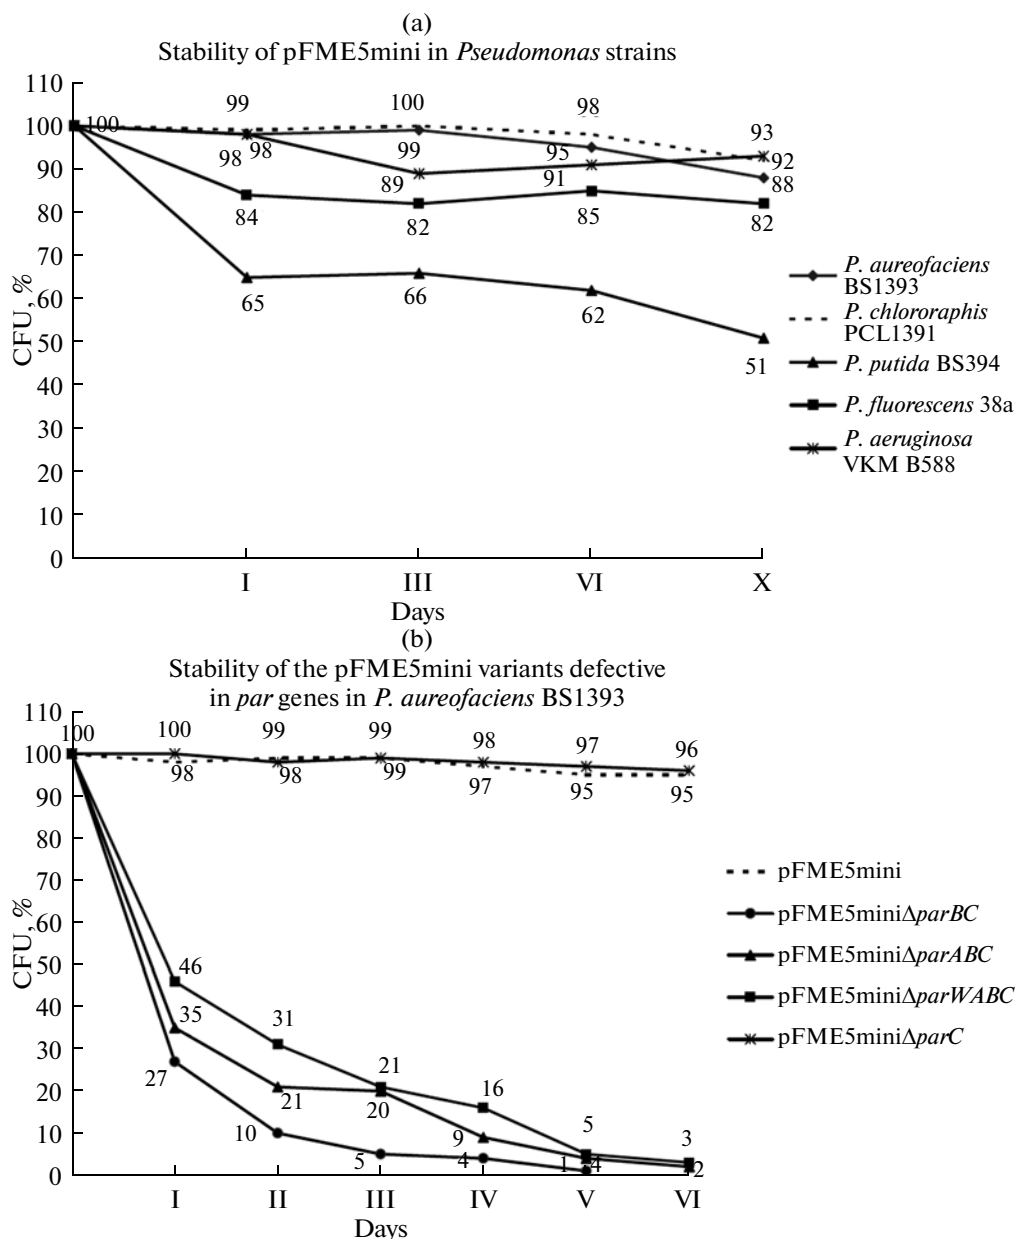 (a)
Stability of pFME5mini in Pseudomonas strains
110
100
90
80
70
60
50
40
30
20
10
0
CFU, %
100
99
100
98
93
98
98
99
95
92
89
91
88
84
82
85
82
65
66
62
51
I
III
VI
X
Days
P. aureofaciens
BS1393
P. chlororaphis
PCL1391
P. putida BS394
P. fluorescens 38a
P. aeruginosa
VKM B588
(b)
Stability of the pFME5mini variants defective
in par genes in P. aureofaciens BS1393
110
100
90
80
70
60
50
40
30
20
10
0
CFU, %
100
100
99
99
98
97
96
98
98
99
97
95
95
46
31
21
16
5
3
35
21
20
9
4
2
27
10
5
4
1
I
II
III
IV
V
VI
Days
pFME5mini
pFME5miniΔparBC
pFME5miniΔparABC
pFME5miniΔparWABC
pFME5miniΔparC